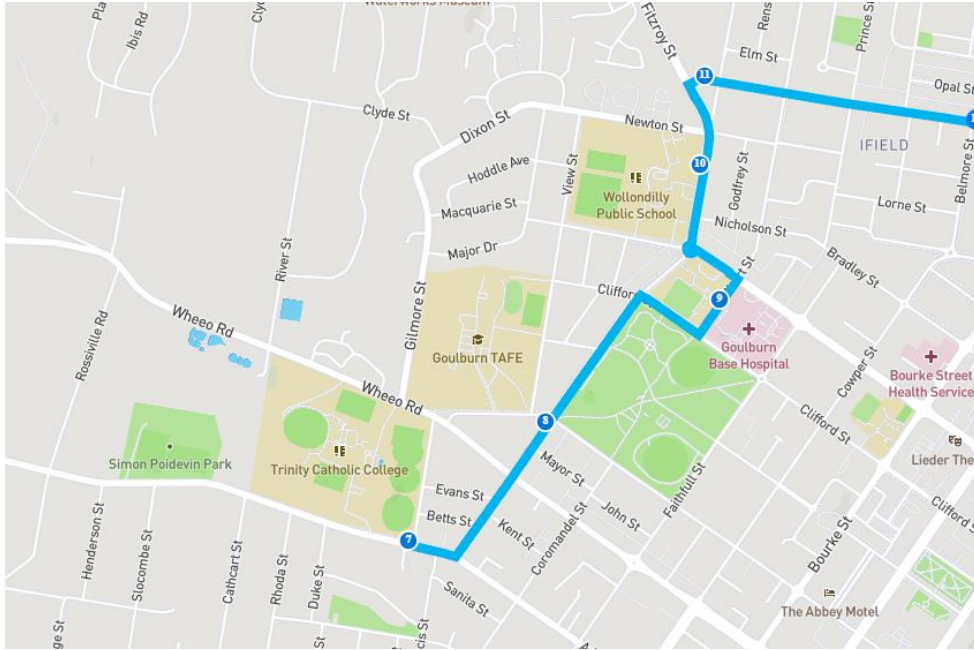 Waterworks Museum
Clyde St
Ibis Rd
Fitzroy St
Prince St
Elm St
11
Opal St
Clyde St
Dixon St
Newton St
IFIELD
Belmore St
Hoddle Ave
View St
10
Godfrey St
Wollondilly
Public School
Lorne St
Macquarie St
Nicholson St
Major Dr
River St
Bradley St
Clifford
9
Wheeo Rd
Gilmore St
Rossiville Rd
Goulburn
Base Hospital
Goulburn TAFE
Cowper St
Bourke Street
Health Service
Wheeo Rd
8
Clifford St
Simon Poidevin Park
Trinity Catholic College
Mayor St
Faithfull St
Lieder The
Evans St
Betts St
Kent St
John St
Coromandel St
Clifford S
Bourke St
7
Henderson St
Slocombe St
Cathcart St
Rhoda St
Duke St
Sanita St
The Abbey Motel